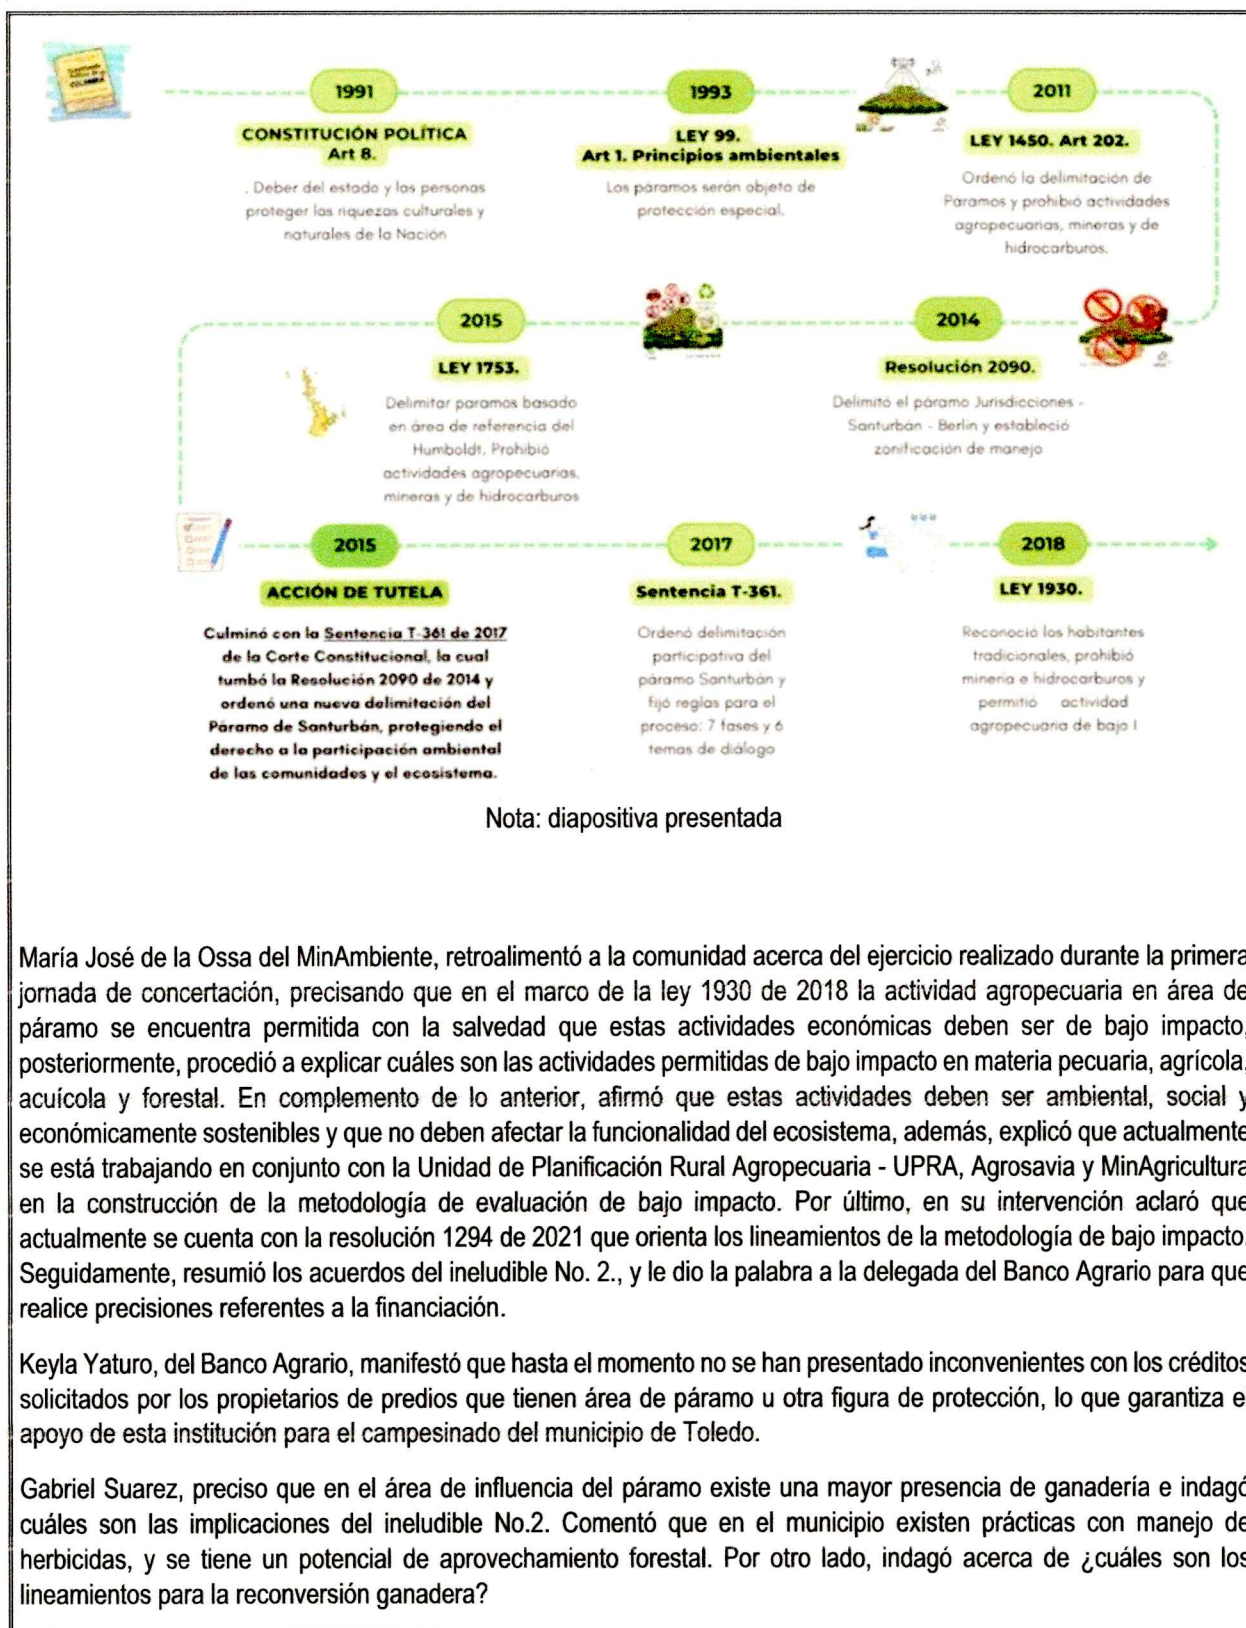 1991
CONSTITUCIÓN POLÍTICA
Art 8.
. Deber del estado y las personas
proteger las riquezas culturales y
naturales de la Nación
1993
LEY 99.
Art 1. Principios ambientales
Los páramos serán objeto de
protección especial.
2011
LEY 1450. Art 202.
Ordenó la delimitación de
Páramos y prohibió actividades
agropecuarias, mineras y de
hidrocarburos.
2015
LEY 1753.
Delimitar paramos basado
en área de referencia del
Humboldt. Prohibió
actividades agropecuarias,
mineras y de hidrocarburos
2014
Resolución 2090.
Delimitó el páramo Jurisdicciones -
Santurbán - Berlin y estableció
zonificación de manejo
2015
ACCIÓN DE TUTELA
Culminó con la Sentencia T-361 de 2017
de la Corte Constitucional, la cual
tumbó la Resolución 2090 de 2014 y
ordenó una nueva delimitación del
Páramo de Santurbán, protegiendo el
derecho a la participación ambiental
de las comunidades y el ecosistema.
2017
Sentencia T-361.
Ordenó delimitación
participativa del
páramo Santurbán y
fijó reglas para el
proceso: 7 fases y 6
temas de diálogo
2018
LEY 1930.
Reconoció los habitantes
tradicionales, prohibió
minería e hidrocarburos y
permitió actividad
agropecuaria de bajo I
Nota: diapositiva presentada
María José de la Ossa del MinAmbiente, retroalimentó a la comunidad acerca del ejercicio realizado durante la primera
jornada de concertación, precisando que en el marco de la ley 1930 de 2018 la actividad agropecuaria en área de
páramo se encuentra permitida con la salvedad que estas actividades económicas deben ser de bajo impacto,
posteriormente, procedió a explicar cuáles son las actividades permitidas de bajo impacto en materia pecuaria, agrícola,
acuícola y forestal. En complemento de lo anterior, afirmó que estas actividades deben ser ambiental, social y
económicamente sostenibles y que no deben afectar la funcionalidad del ecosistema, además, explicó que actualmente
se está trabajando en conjunto con la Unidad de Planificación Rural Agropecuaria - UPRA, Agrosavia y MinAgricultura
en la construcción de la metodología de evaluación de bajo impacto. Por último, en su intervención aclaró que
actualmente se cuenta con la resolución 1294 de 2021 que orienta los lineamientos de la metodología de bajo impacto.
Seguidamente, resumió los acuerdos del ineludible No. 2., y le dio la palabra a la delegada del Banco Agrario para que
realice precisiones referentes a la financiación.
Keyla Yaturo, del Banco Agrario, manifestó que hasta el momento no se han presentado inconvenientes con los créditos
solicitados por los propietarios de predios que tienen área de páramo u otra figura de protección, lo que garantiza e
apoyo de esta institución para el campesinado del municipio de Toledo.
Gabriel Suarez, preciso que en el área de influencia del páramo existe una mayor presencia de ganadería e indagó
cuáles son las implicaciones del ineludible No.2. Comentó que en el municipio existen prácticas con manejo de
herbicidas, y se tiene un potencial de aprovechamiento forestal. Por otro lado, indagó acerca de ¿cuáles son los
lineamientos para la reconversión ganadera?